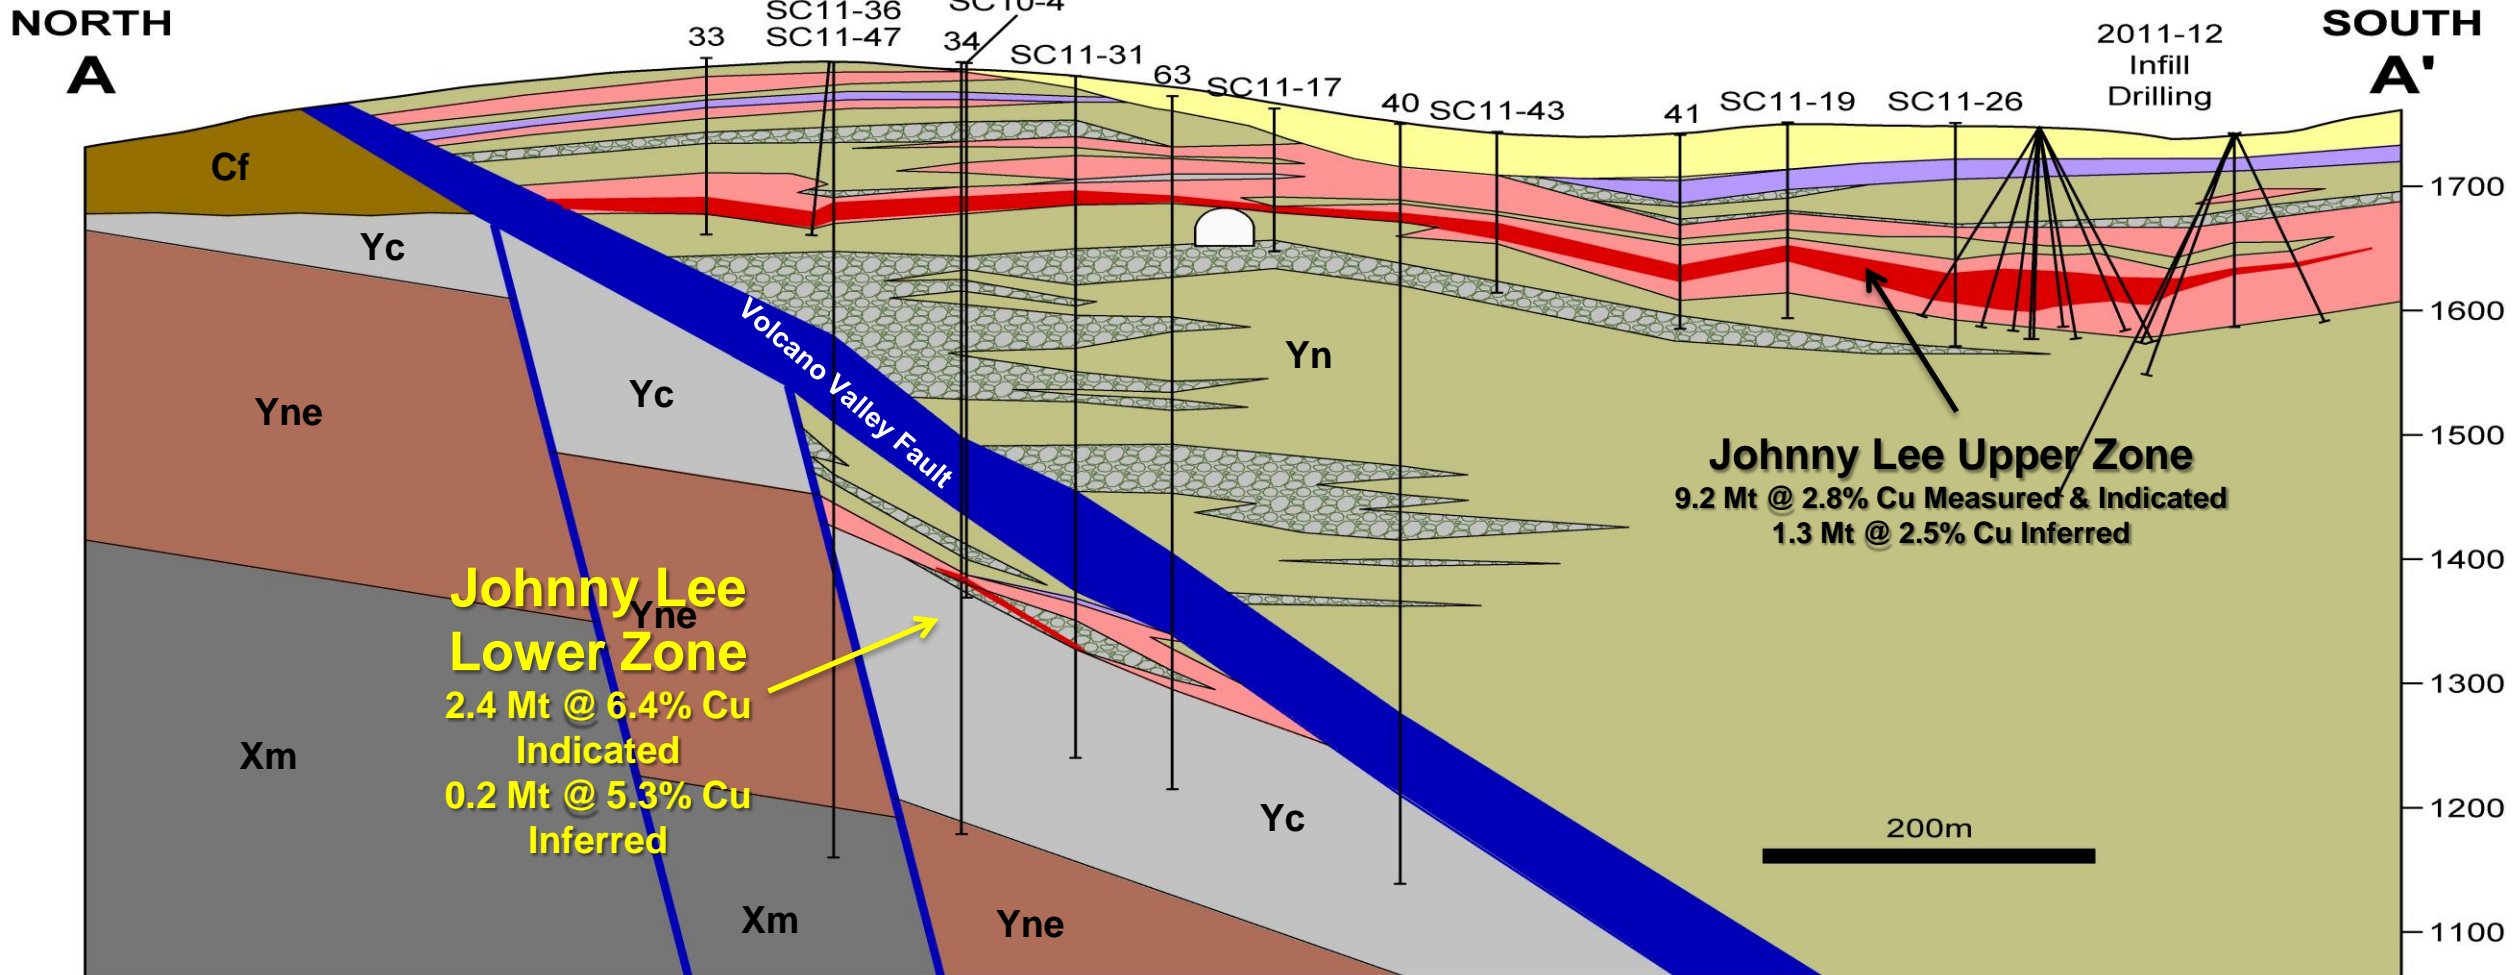 NORTH
A
33
SC11-36
SC11-47
SC10-4
34
SC11-31
63
SC11-17
40
SC11-43
41
SC11-19
SC11-26
2011-12
Infill
Drilling
SOUTH
A'
Cf
Yc
Yne
Xm
Yc
Yne
Xm
Yne
Yc
Yn
Volcano Valley Fault
Johnny Lee Upper Zone
9.2 Mt @ 2.8% Cu Measured & Indicated
1.3 Mt @ 2.5% Cu Inferred
Johnny Lee
Lower Zone
2.4 Mt @ 6.4% Cu
Indicated
0.2 Mt @ 5.3% Cu
Inferred
200m
1700
1600
1500
1400
1300
1200
1100